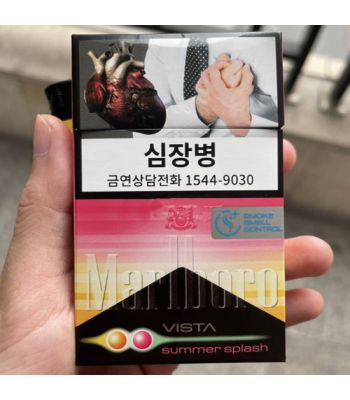 심장병
금연상담전화 1544-9030
SMOKE
SMELL
CONTROL
Marlboro
VISTA
summer splash